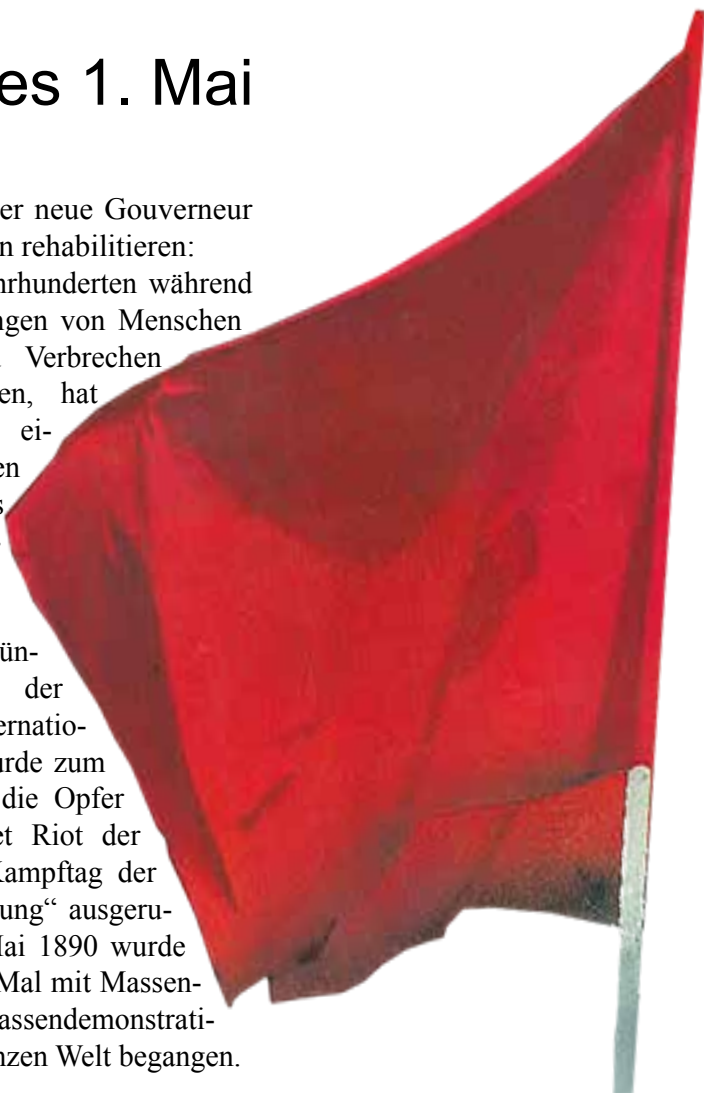 es 1. Mai
er neue Gouverneur
n rehabilitieren:
hrhunderten während
ngen von Menschen
Verbrechen
en, hat
ei-
en
s
ün-
der
ernatio-
urde zum
die Opfer
et Riot der
Kampftag der
ung“ ausgeru-
Mai 1890 wurde
Mal mit Massen-
assendemonstrati-
nzen Welt begangen.